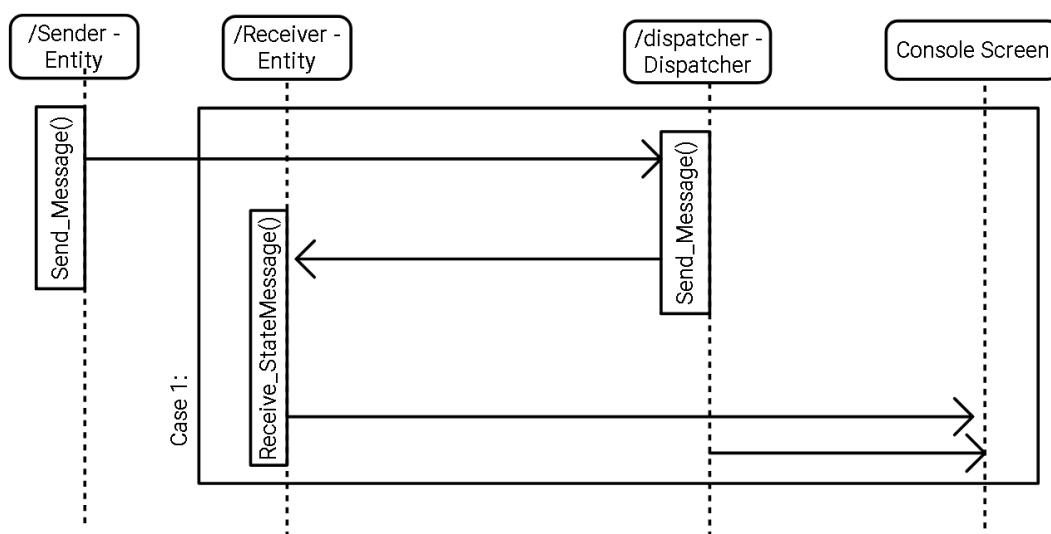 /Sender -
Entity
/Receiver -
Entity
/dispatcher -
Dispatcher
Console Screen
Send_Message()
Send_Message()
Receive_StateMessage()
Case 1: